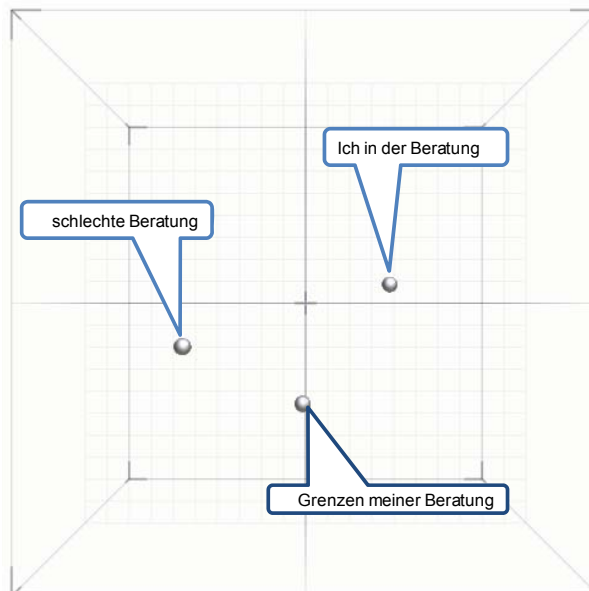 Ich in der Beratung
schlechte Beratung
Grenzen meiner Beratung